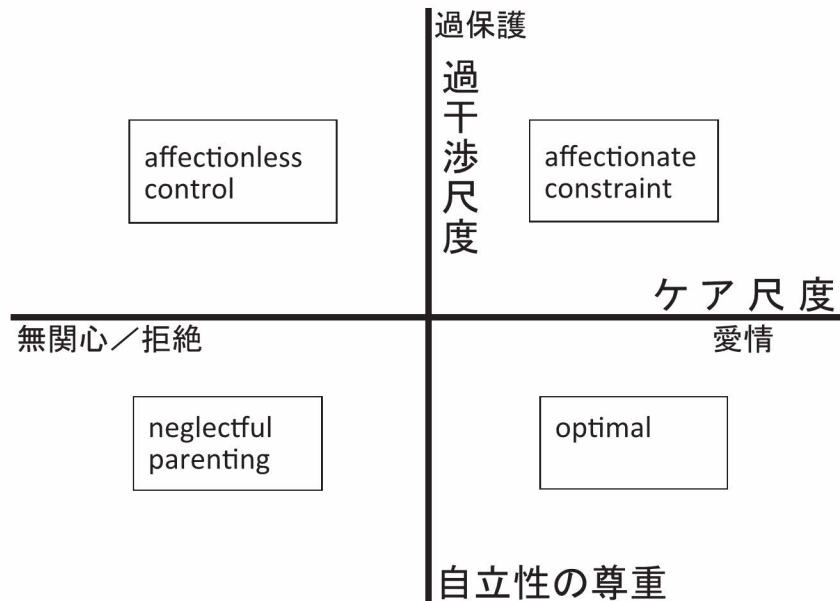 過保護
過干渉尺度
affectionless
control
affectionate
constraint
ケア尺度
無関心／拒絶
愛情
neglectful
parenting
optimal
自立性の尊重